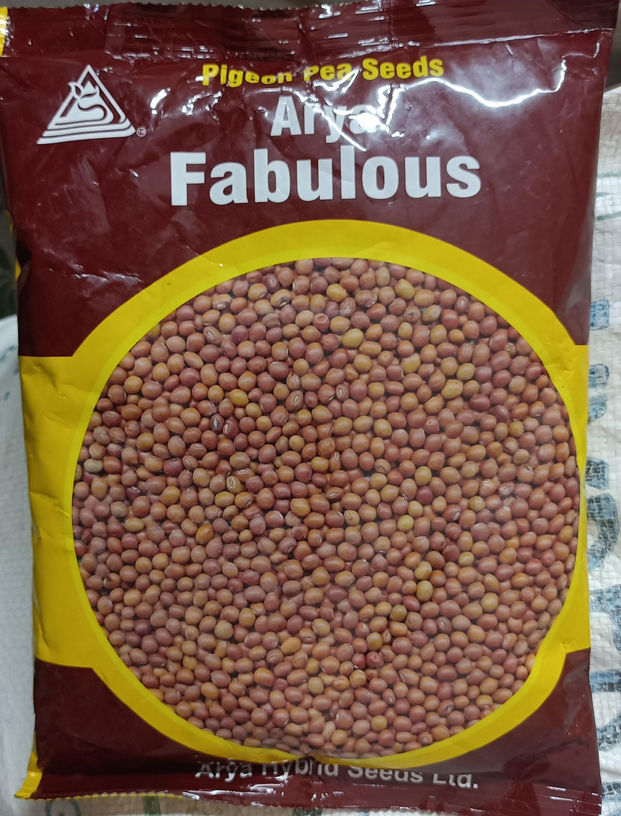 Pigeon Pea Seeds
Arya
Fabulous
Arya Hybrid Seeds Ltd.